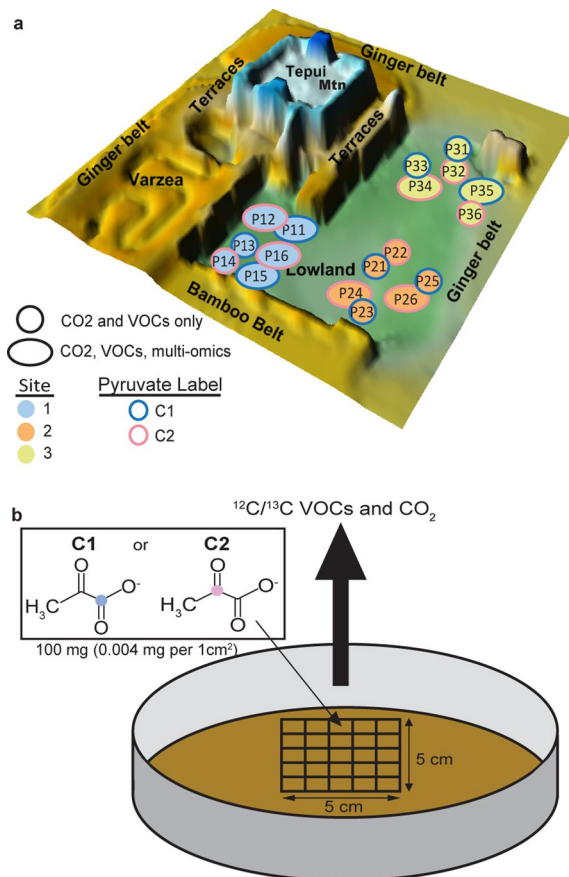 a
Ginger belt
Tepui
Mtn
Terraces
Ginger belt
Terraces
Varzea
P31
P33
P32
P34
P35
P36
P12
P11
P13
P16
P14
P15
Lowland
P22
P21
P25
P24
P26
P23
Ginger belt
Bamboo Belt
CO2 and VOCs only
CO2, VOCs, multi-omics
Site
1
2
3
Pyruvate Label
C1
C2
b
¹²C/¹³C VOCs and CO₂
C1 or C2
O
O⁻
H₃C
O
O
O⁻
H₃C
O
100 mg (0.004 mg per 1cm²)
5 cm
5 cm